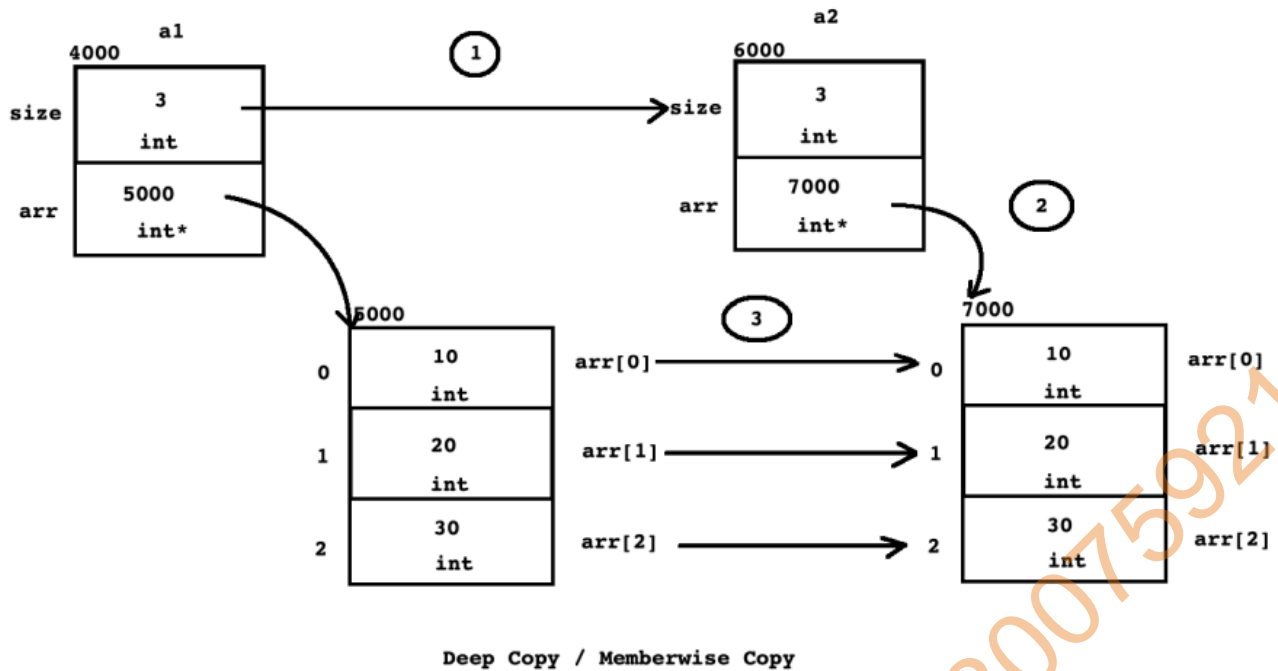 a1
a2
4000
1
6000
size
3
int
size
3
int
arr
5000
int*
arr
7000
int*
2
5000
3
7000
0
10
int
arr[0]
0
10
int
arr[0]
1
20
int
arr[1]
1
20
int
arr[1]
2
30
int
arr[2]
2
30
int
arr[2]
Deep Copy / Memberwise Copy